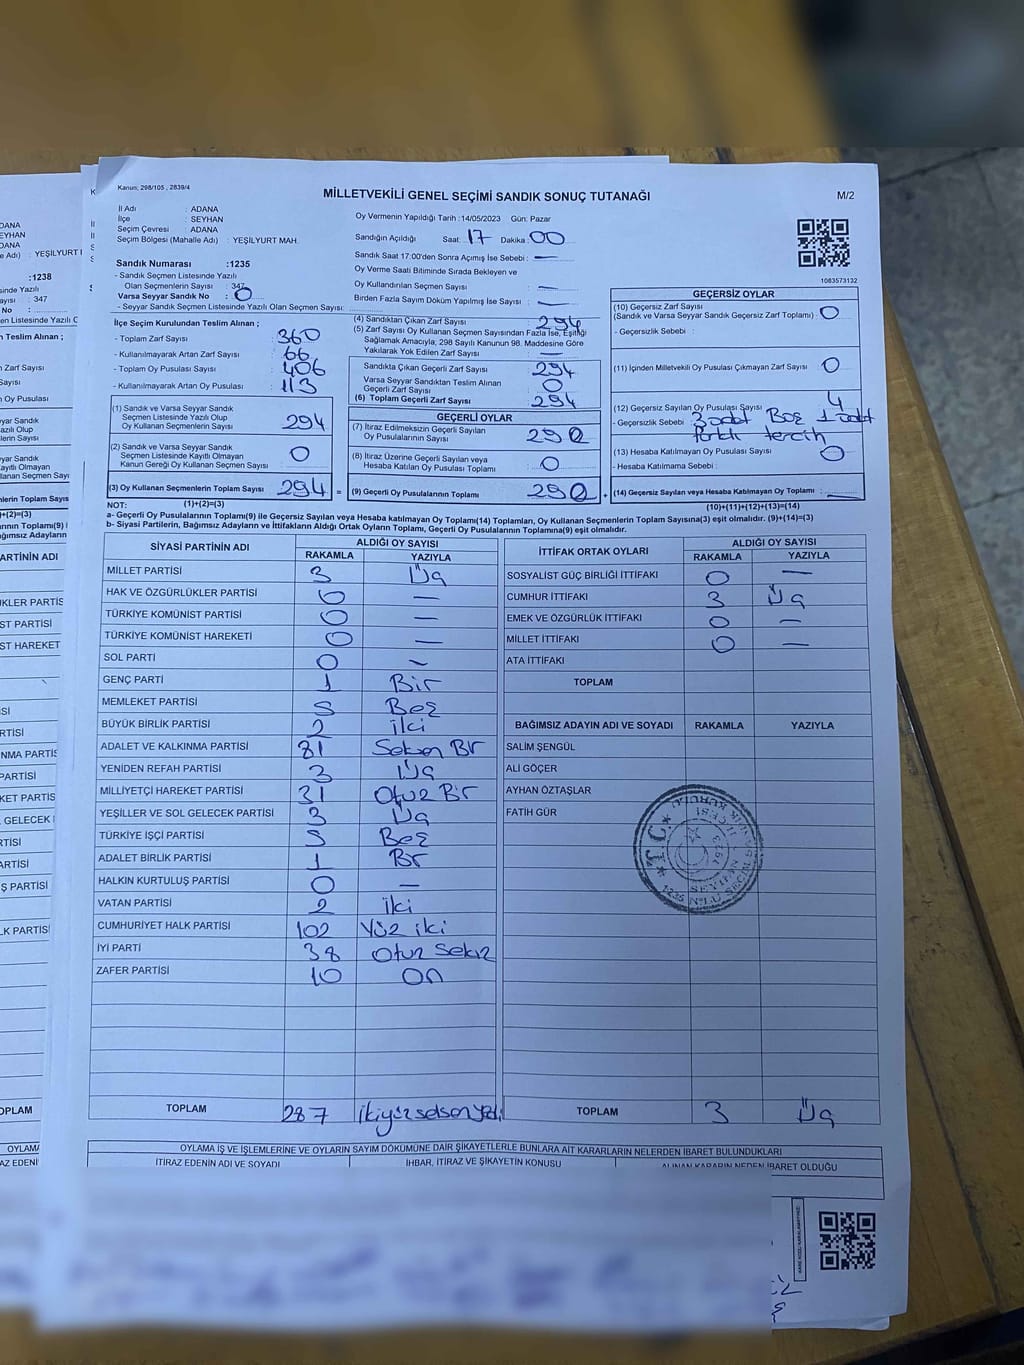 Kanun; 298/105 ; 2839/4
MİLLETVEKİLİ GENEL SEÇİMİ SANDIK SONUÇ TUTANAĞI
M/2
İl Adı : ADANA
İlçe : SEYHAN
Seçim Çevresi : ADANA
Seçim Bölgesi (Mahalle Adı) : YEŞİLYURT MAH.
Oy Vermenin Yapıldığı Tarih :14/05/2023 Gün: Pazar
Sandığın Açıldığı Saat: 17 Dakika: 00
Sandık Saat 17.00'den Sonra Açımış İse Sebebi : —
Oy Verme Saati Bitiminde Sırada Bekleyen ve
Oy Kullandırılan Seçmen Sayısı : —
Birden Fazla Sayım Döküm Yapılmış İse Sayısı : —
Sandık Numarası :1235
- Sandık Seçmen Listesinde Yazılı
Olan Seçmenlerin Sayısı : 347
Varsa Seyyar Sandık No : 0
- Seyyar Sandık Seçmen Listesinde Yazılı Olan Seçmen Sayısı:
İlçe Seçim Kurulundan Teslim Alınan ;
- Toplam Zarf Sayısı : 360
- Kullanılmayarak Artan Zarf Sayısı : 66
- Toplam Oy Pusulası Sayısı : 406
- Kullanılmayarak Artan Oy Pusulası : 113
(1) Sandık ve Varsa Seyyar Sandık
Seçmen Listesinde Yazılı Olup
Oy Kullanan Seçmenlerin Sayısı 294
(2) Sandık ve Varsa Seyyar Sandık
Seçmen Listesinde Kayıtlı Olmayan
Kanun Gereği Oy Kullanan Seçmen Sayısı 0
(3) Oy Kullanan Seçmenlerin Toplam Sayısı 294 =
(1)+(2)=(3)
(4) Sandıktan Çıkan Zarf Sayısı 294
(5) Zarf Sayısı Oy Kullanan Seçmen Sayısından Fazla İse, Eşitliği
Sağlamak Amacıyla; 298 Sayılı Kanunun 98. Maddesine Göre
Yakılarak Yok Edilen Zarf Sayısı —
Sandıkta Çıkan Geçerli Zarf Sayısı 294
Varsa Seyyar Sandıktan Teslim Alınan
Geçerli Zarf Sayısı 0
(6) Toplam Geçerli Zarf Sayısı 294
GEÇERLİ OYLAR
(7) İtiraz Edilmeksizin Geçerli Sayılan
Oy Pusulalarının Sayısı 290
(8) İtiraz Üzerine Geçerli Sayılan veya
Hesaba Katılan Oy Pusulası Toplamı 0
(9) Geçerli Oy Pusulalarının Toplamı 290 +
1083573132
GEÇERSİZ OYLAR
(10) Geçersiz Zarf Sayısı
(Sandık ve Varsa Seyyar Sandık Geçersiz Zarf Toplamı) : 0
- Geçersizlik Sebebi :
(11) İçinden Milletvekili Oy Pusulası Çıkmayan Zarf Sayısı 0
(12) Geçersiz Sayılan Oy Pusulası Sayısı 4
- Geçersizlik Sebebi : 3 adet Boş 1 adet
farklı tercih
(13) Hesaba Katılmayan Oy Pusulası Sayısı 0
- Hesaba Katılmama Sebebi :
(14) Geçersiz Sayılan veya Hesaba Katılmayan Oy Toplamı :
(10)+(11)+(12)+(13)=(14)
NOT:
a- Geçerli Oy Pusulalarının Toplamı(9) ile Geçersiz Sayılan veya Hesaba katılmayan Oy Toplamı(14) Toplamları, Oy Kullanan Seçmenlerin Toplam Sayısına(3) eşit olmalıdır. (9)+(14)=(3)
b- Siyasi Partilerin, Bağımsız Adayların ve İttifakların Aldığı Ortak Oyların Toplamı, Geçerli Oy Pusulalarının Toplamına(9) eşit olmalıdır.
SİYASİ PARTİNİN ADI ALDIĞI OY SAYISI
RAKAMLA YAZIYLA
MİLLET PARTİSİ 3 Üç
HAK VE ÖZGÜRLÜKLER PARTİSİ 0 —
TÜRKİYE KOMÜNİST PARTİSİ 0 —
TÜRKİYE KOMÜNİST HAREKETİ 0 —
SOL PARTİ 0 —
GENÇ PARTİ 1 Bir
MEMLEKET PARTİSİ 5 Beş
BÜYÜK BİRLİK PARTİSİ 2 iki
ADALET VE KALKINMA PARTİSİ 81 Seksen Bir
YENİDEN REFAH PARTİSİ 3 Üç
MİLLİYETÇİ HAREKET PARTİSİ 31 Otuz Bir
YEŞİLLER VE SOL GELECEK PARTİSİ 3 Üç
TÜRKİYE İŞÇİ PARTİSİ 5 Beş
ADALET BİRLİK PARTİSİ 1 Bir
HALKIN KURTULUŞ PARTİSİ 0 —
VATAN PARTİSİ 2 iki
CUMHURİYET HALK PARTİSİ 102 Yüz iki
İYİ PARTİ 38 Otuz Sekiz
ZAFER PARTİSİ 10 On
TOPLAM 287 ikiyüz seksen yedi
İTTİFAK ORTAK OYLARI ALDIĞI OY SAYISI
RAKAMLA YAZIYLA
SOSYALİST GÜÇ BİRLİĞİ İTTİFAKI 0 —
CUMHUR İTTİFAKI 3 Üç
EMEK VE ÖZGÜRLÜK İTTİFAKI 0 —
MİLLET İTTİFAKI 0 —
ATA İTTİFAKI
TOPLAM
BAĞIMSIZ ADAYIN ADI VE SOYADI RAKAMLA YAZIYLA
SALİM ŞENGÜL
ALİ GÖÇER
AYHAN ÖZTAŞLAR
FATİH GÜR
TOPLAM 3 Üç
OYLAMA İŞ VE İŞLEMLERİNE VE OYLARIN SAYIM DÖKÜMÜNE DAİR ŞİKAYETLERLE BUNLARA AİT KARARLARIN NELERDEN İBARET BULUNDUKLARI
İTİRAZ EDENİN ADI VE SOYADI İHBAR, İTİRAZ VE ŞİKAYETİN KONUSU ALINAN KARARIN NEDEN İBARET OLDUĞU